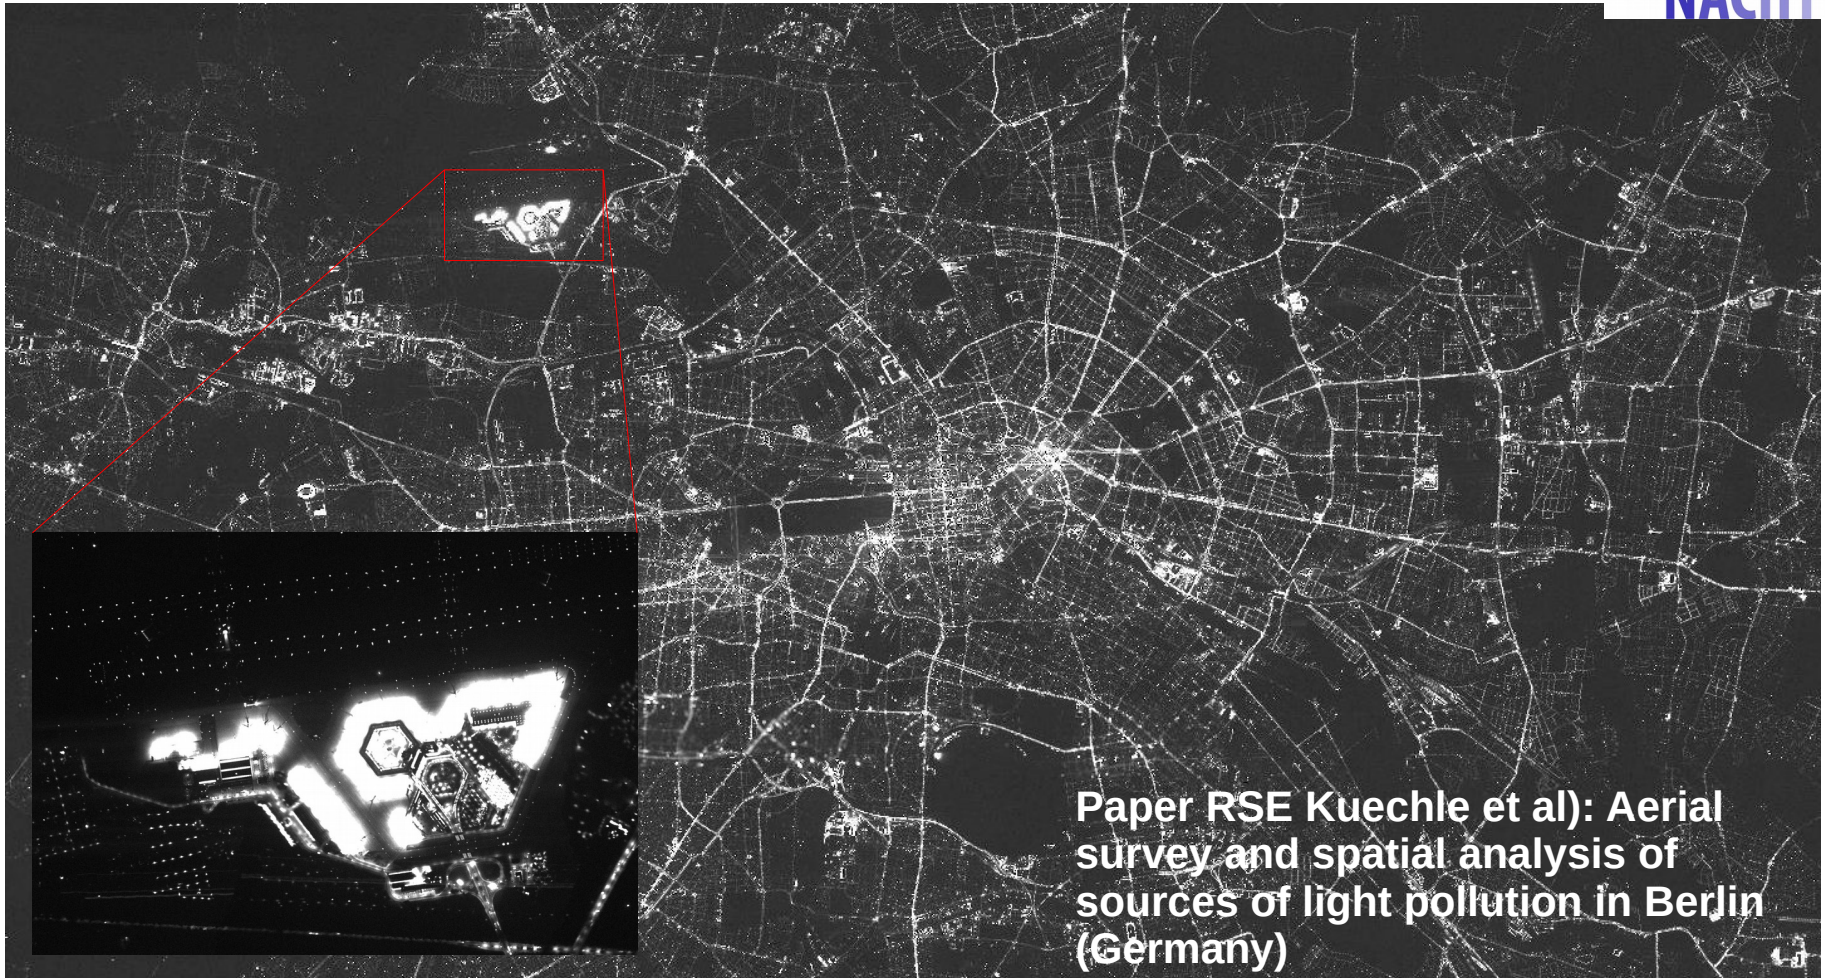 Paper RSE Kuechle et al): Aerial
survey and spatial analysis of
sources of light pollution in Berlin
(Germany)